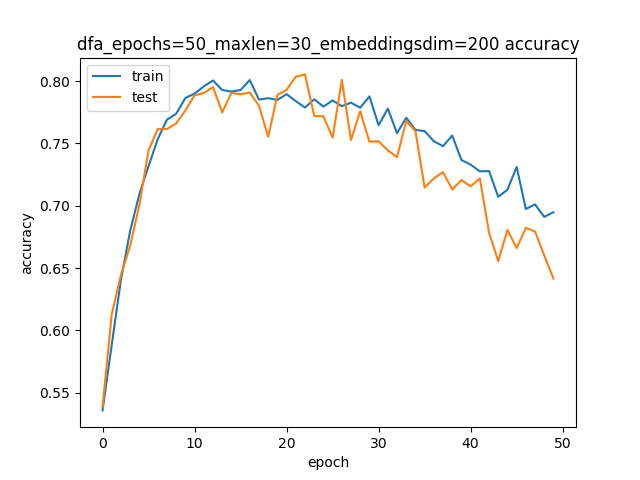 dfa_epochs=50_maxlen=30_embeddingsdim=200 accuracy
train
test
0.80
0.75
0.70
0.65
0.60
0.55
accuracy
0 10 20 30 40 50
epoch